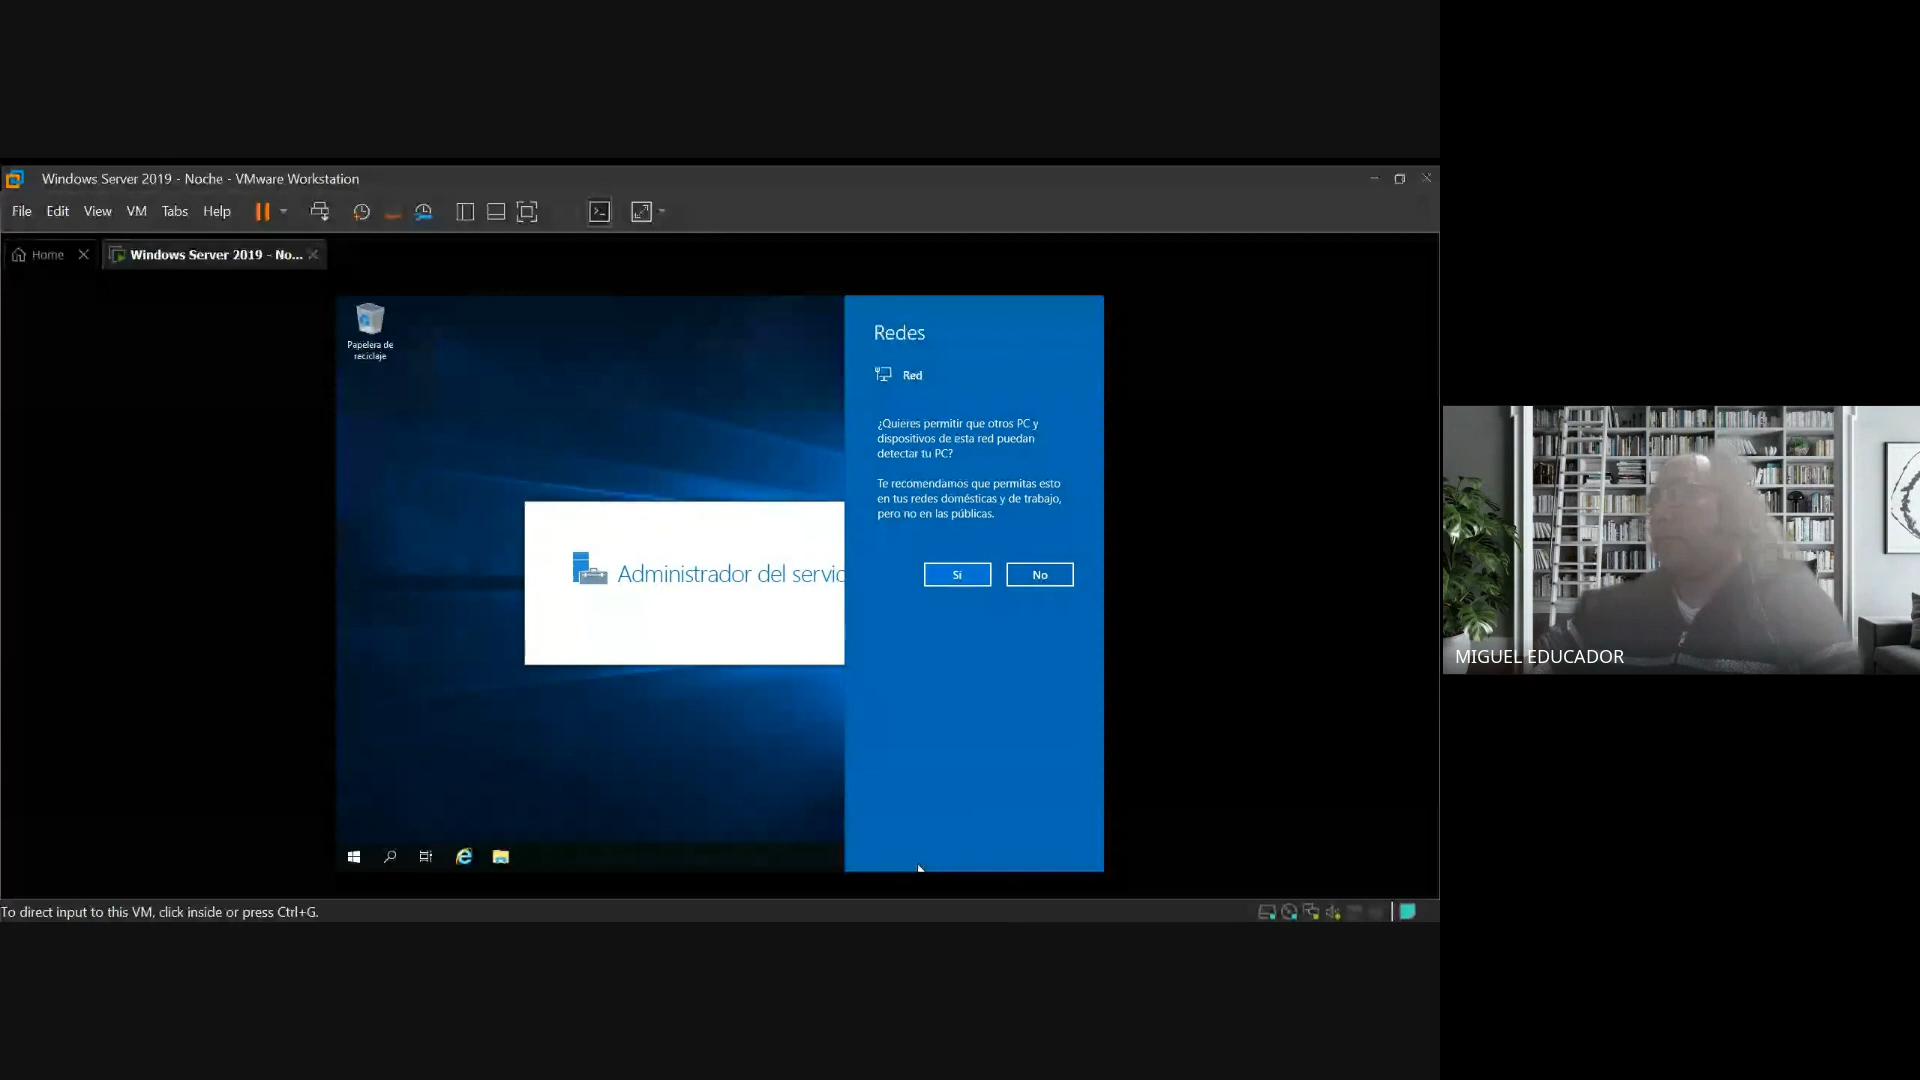 Windows Server 2019 - Noche - VMware Workstation
File Edit View VM Tabs Help
Home
Windows Server 2019 - No...
Papelera de
reciclaje
Administrador del servic
Redes
Red
¿Quieres permitir que otros PC y
dispositivos de esta red puedan
detectar tu PC?
Te recomendamos que permitas esto
en tus redes domésticas y de trabajo,
pero no en las públicas.
Sí No
To direct input to this VM, click inside or press Ctrl+G.
MIGUEL EDUCADOR